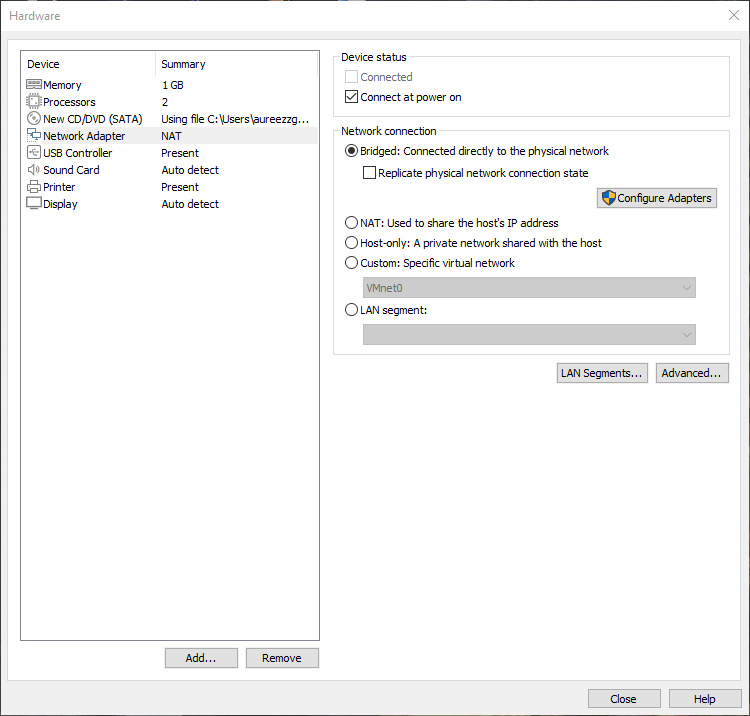 Hardware
Device Summary
Memory 1 GB
Processors 2
New CD/DVD (SATA) Using file C:\Users\aureezzg...
Network Adapter NAT
USB Controller Present
Sound Card Auto detect
Printer Present
Display Auto detect
Add... Remove
Device status
Connected
Connect at power on
Network connection
Bridged: Connected directly to the physical network
Replicate physical network connection state
Configure Adapters
NAT: Used to share the host's IP address
Host-only: A private network shared with the host
Custom: Specific virtual network
VMnet0
LAN segment:
LAN Segments... Advanced...
Close Help